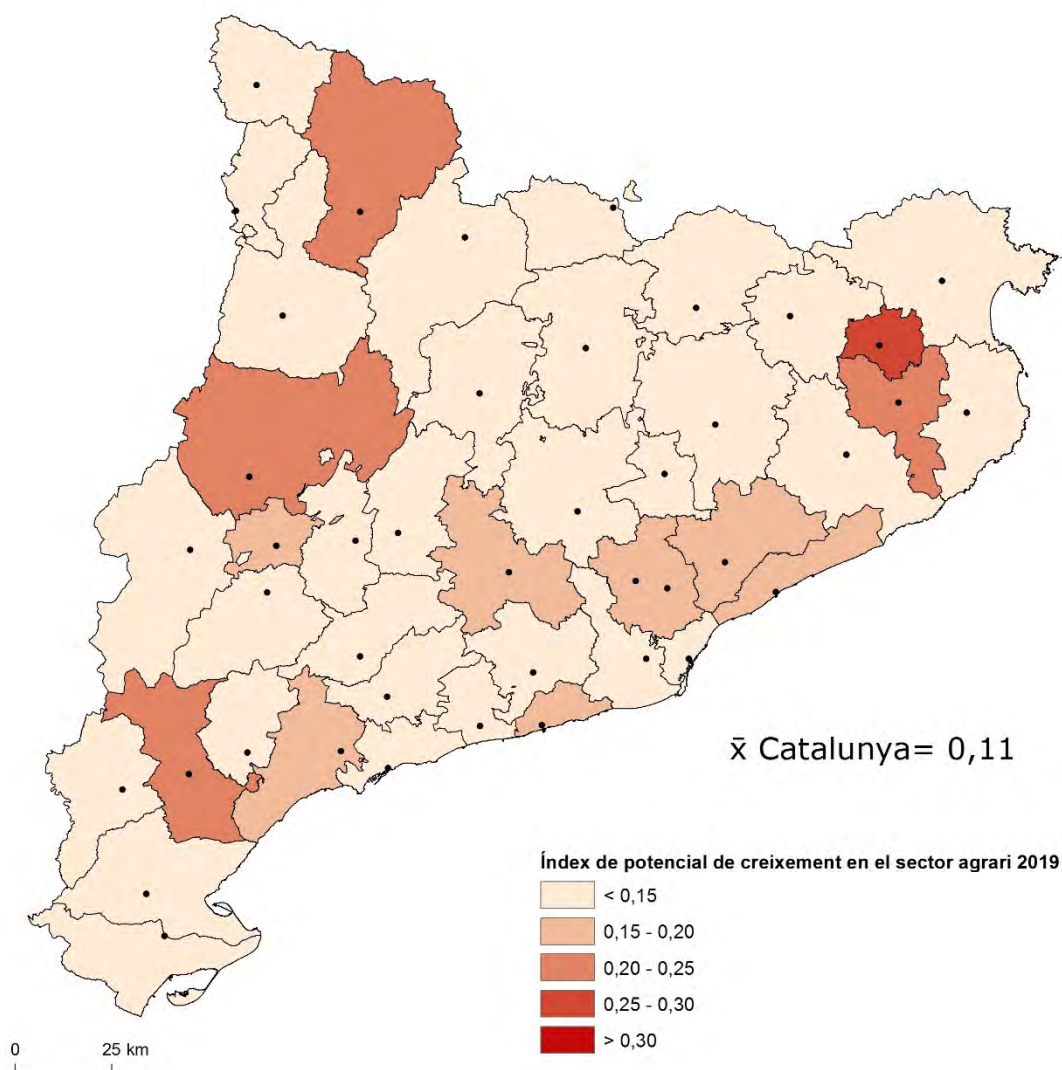 x̄ Catalunya= 0,11
Índex de potencial de creixement en el sector agrari 2019
< 0,15
0,15 - 0,20
0,20 - 0,25
0,25 - 0,30
> 0,30
0 25 km